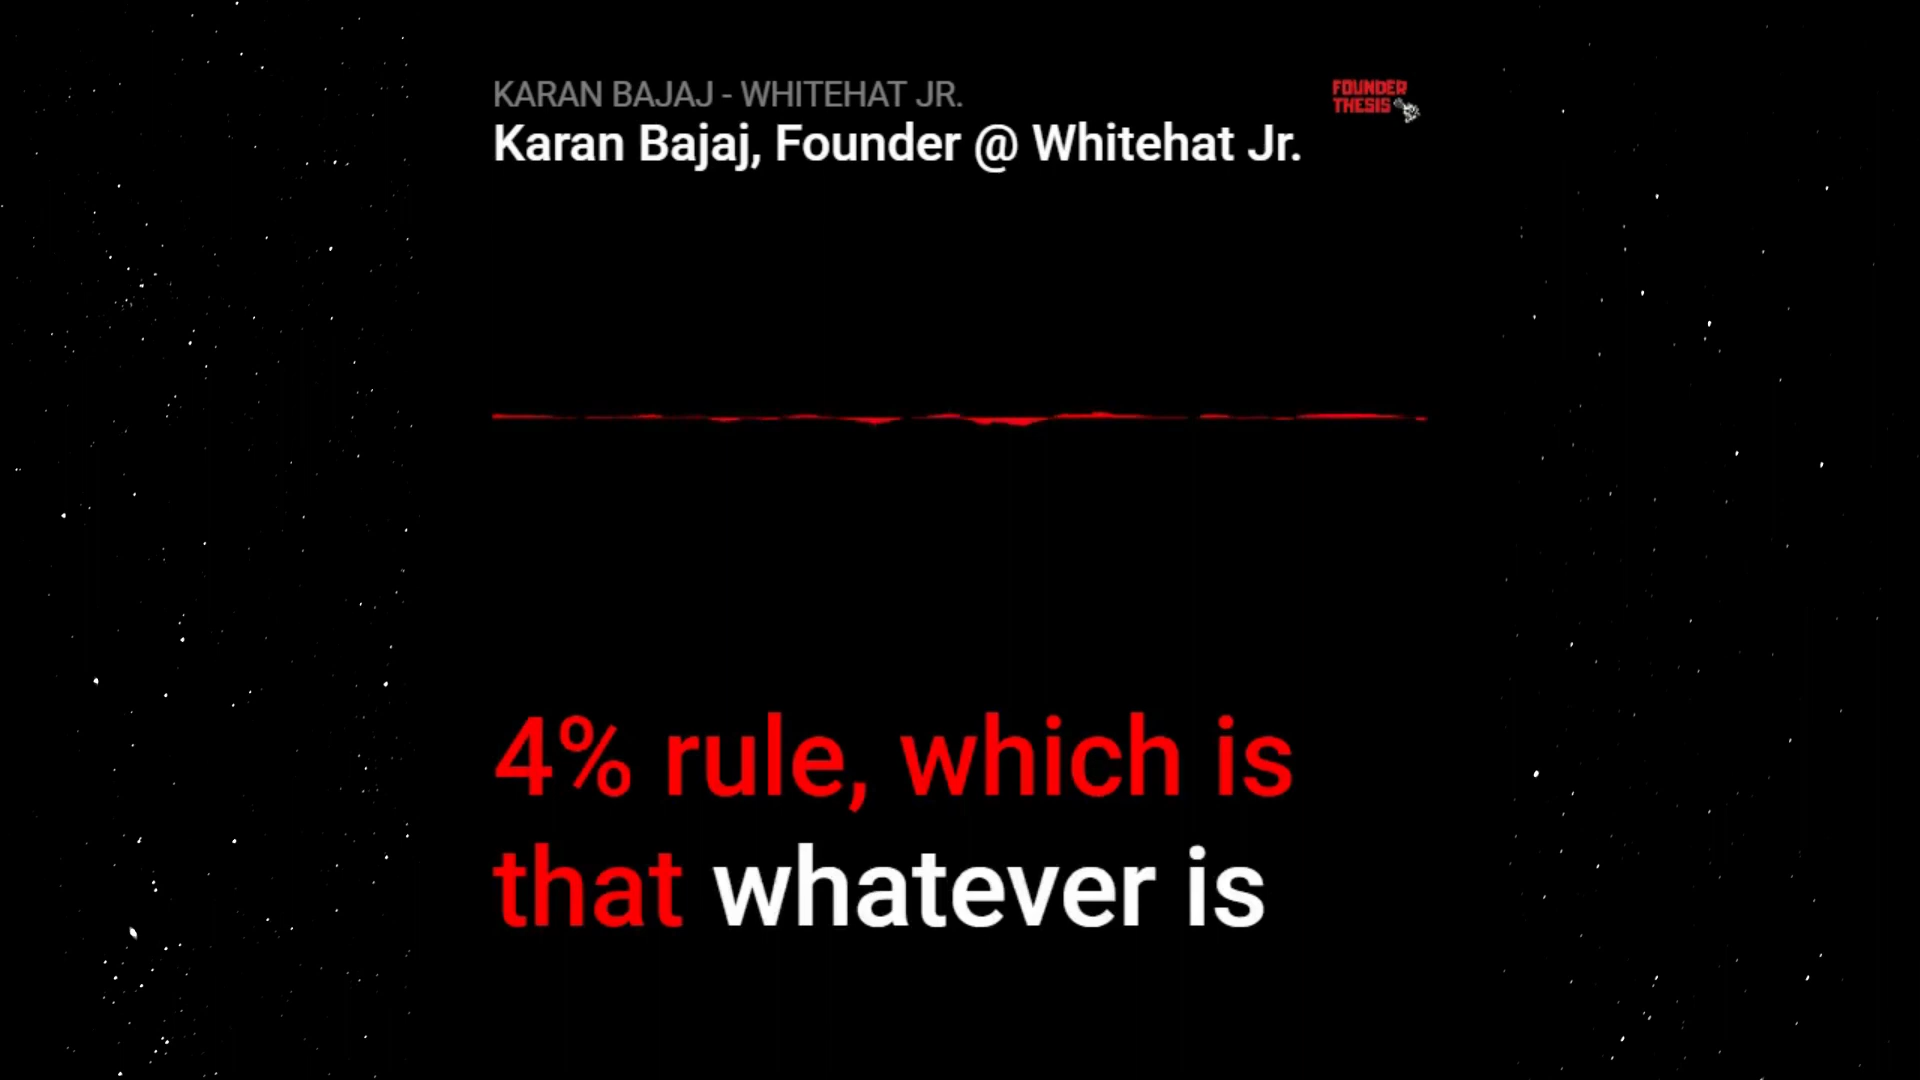 KARAN BAJAJ - WHITEHAT JR.
Karan Bajaj, Founder @ Whitehat Jr.
FOUNDER
THESIS
4% rule, which is
that whatever is